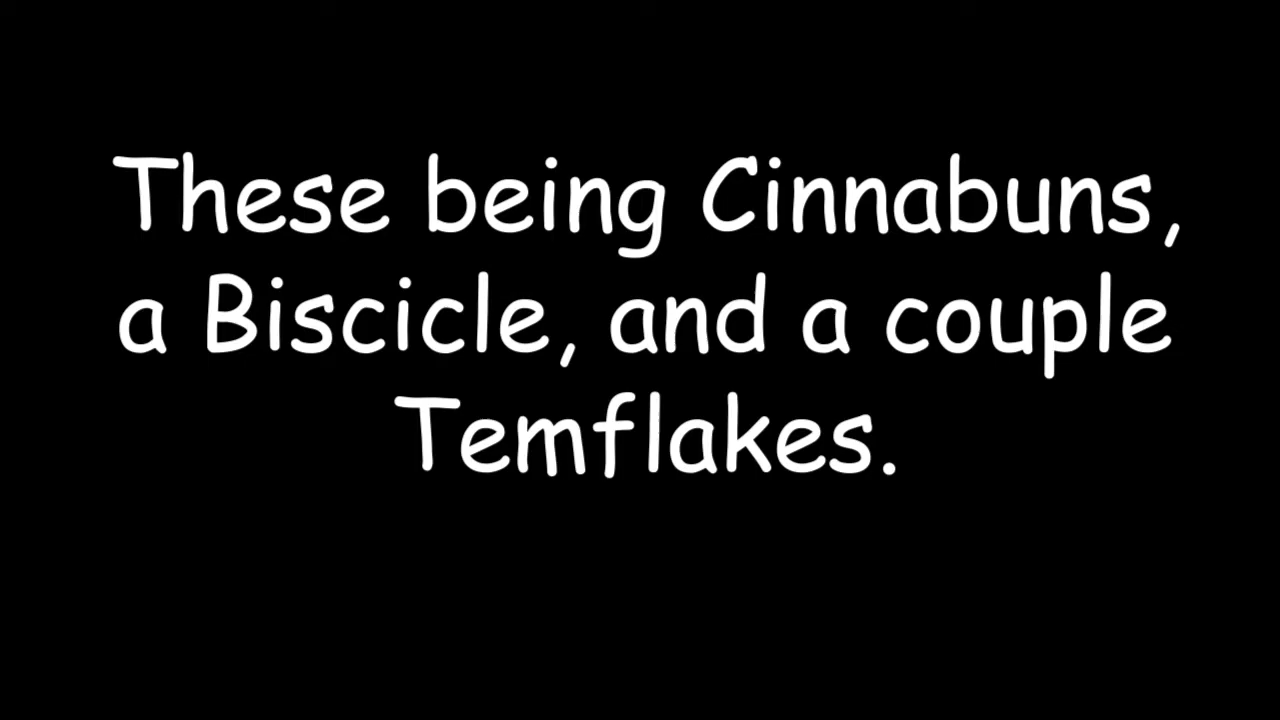 These being Cinnabuns,
a Biscicle, and a couple
Temflakes.